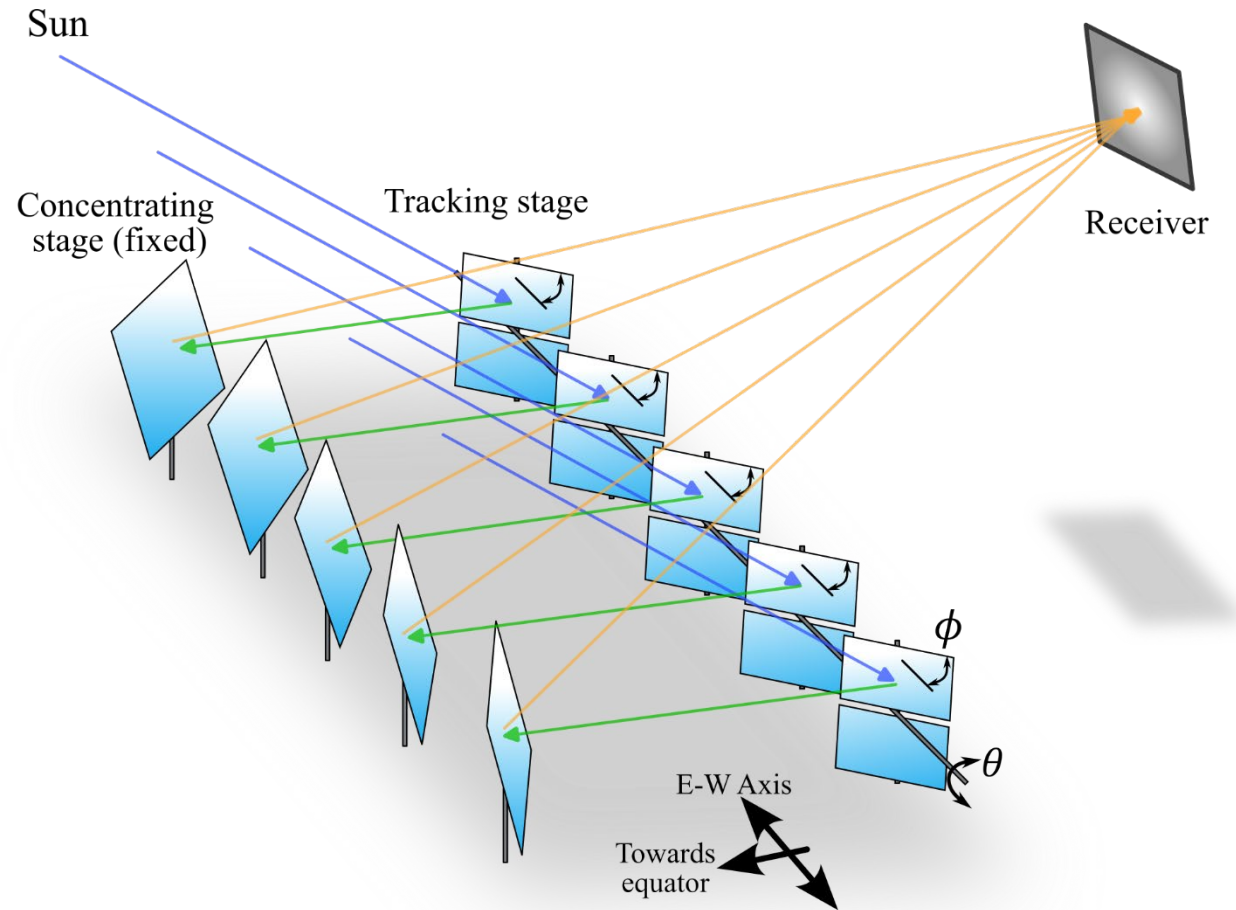 Sun
Concentrating
stage (fixed)
Tracking stage
Receiver
ϕ
θ
E-W Axis
Towards
equator